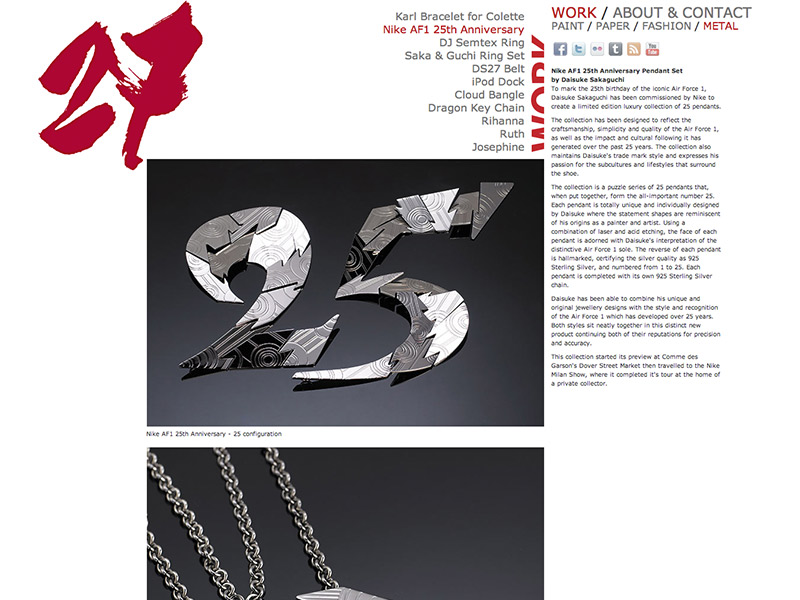 27
Karl Bracelet for Colette
Nike AF1 25th Anniversary
DJ Semtex Ring
Saka & Guchi Ring Set
DS27 Belt
iPod Dock
Cloud Bangle
Dragon Key Chain
Rihanna
Ruth
Josephine
WORK
WORK / ABOUT & CONTACT
PAINT / PAPER / FASHION / METAL
f t t You Tube
Nike AF1 25th Anniversary Pendant Set
by Daisuke Sakaguchi
To mark the 25th birthday of the iconic Air Force 1,
Daisuke Sakaguchi has been commissioned by Nike to
create a limited edition luxury collection of 25 pendants.
The collection has been designed to reflect the
craftsmanship, simplicity and quality of the Air Force 1,
as well as the impact and cultural following it has
generated over the past 25 years. The collection also
maintains Daisuke's trade mark style and expresses his
passion for the subcultures and lifestyles that surround
the shoe.
The collection is a puzzle series of 25 pendants that,
when put together, form the all-important number 25.
Each pendant is totally unique and individually designed
by Daisuke where the statement shapes are reminiscent
of his origins as a painter and artist. Using a
combination of laser and acid etching, the face of each
pendant is adorned with Daisuke's interpretation of the
distinctive Air Force 1 sole. The reverse of each pendant
is hallmarked, certifying the silver quality as 925
Sterling Silver, and numbered from 1 to 25. Each
pendant is completed with its own 925 Sterling Silver
chain.
Daisuke has been able to combine his unique and
original jewellery designs with the style and recognition
of the Air Force 1 which has developed over 25 years.
Both styles sit neatly together in this distinct new
product continuing both of their reputations for precision
and accuracy.
This collection started its preview at Comme des
Garson's Dover Street Market then travelled to the Nike
Milan Show, where it completed it's tour at the home of
a private collector.
25
Nike AF1 25th Anniversary - 25 configuration